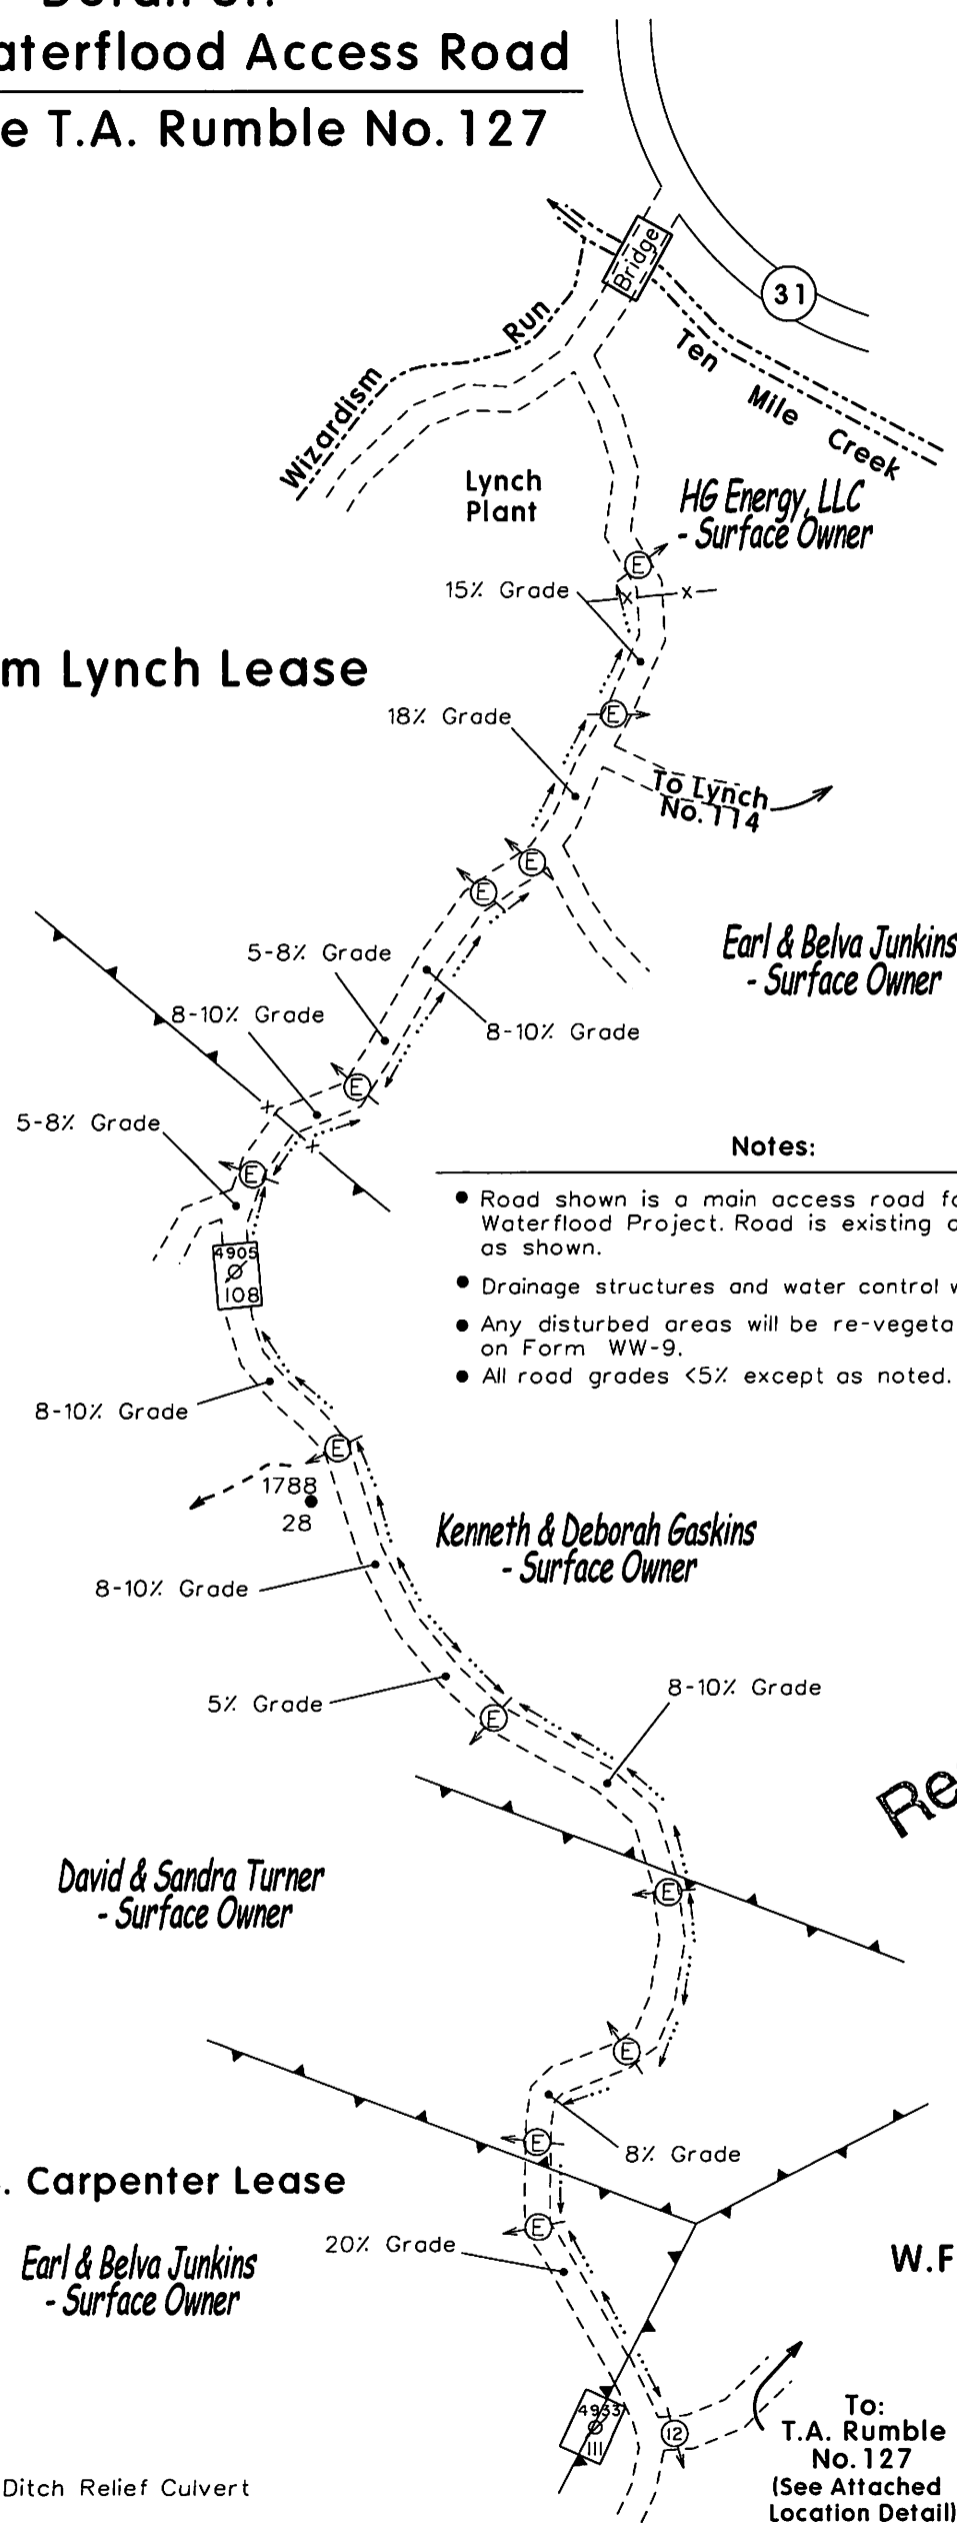 aterflood Access Road
e T.A. Rumble No. 127
Bridge
31
Wizardism Run
Ten Mile Creek
Lynch
Plant
HG Energy, LLC
- Surface Owner
E
15% Grade
x x
m Lynch Lease
18% Grade
E
To Lynch
No. 114
E
E
Earl & Belva Junkins
- Surface Owner
5-8% Grade
8-10% Grade
8-10% Grade
E
x
x
5-8% Grade
E
Notes:
● Road shown is a main access road
Waterflood Project. Road is existing
as shown.
● Drainage structures and water control
● Any disturbed areas will be
on Form WW-9.
● All road grades <5% except as noted.
4905
108
8-10% Grade
E
1788
28
Kenneth & Deborah Gaskins
- Surface Owner
8-10% Grade
5% Grade
8-10% Grade
E
Re
David & Sandra Turner
- Surface Owner
E
E
8% Grade
E
. Carpenter Lease
E
20% Grade
Earl & Belva Junkins
- Surface Owner
W.F
4933
111
12
To:
T.A. Rumble
No. 127
(See Attached
Location Detail)
Ditch Relief Culvert